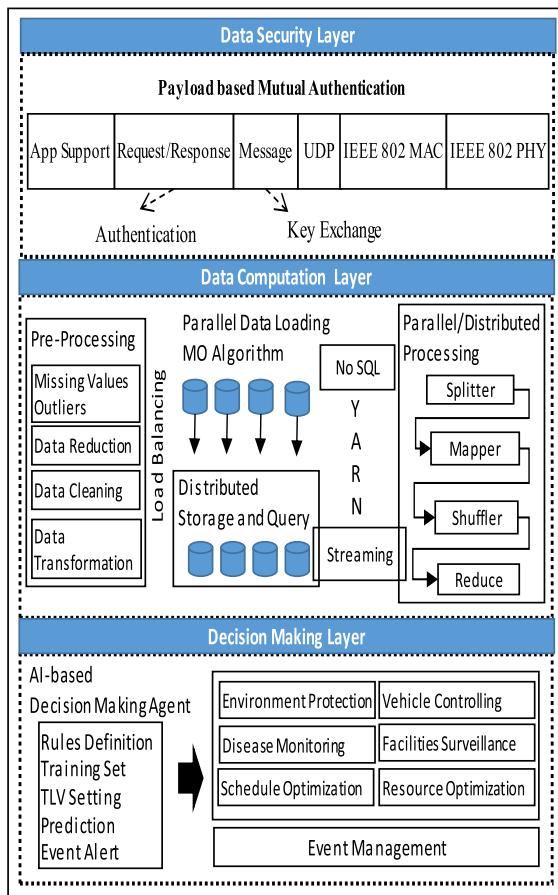 Data Security Layer
Payload based Mutual Authentication
App Support
Request/Response
Message
UDP
IEEE 802 MAC
IEEE 802 PHY
Authentication
Key Exchange
Data Computation Layer
Pre-Processing
Missing Values
Outliers
Data Reduction
Data Cleaning
Data
Transformation
Load Balancing
Parallel Data Loading
MO Algorithm
Distributed
Storage and Query
No SQL
Y
A
R
N
Streaming
Parallel/Distributed
Processing
Splitter
Mapper
Shuffler
Reduce
Decision Making Layer
AI-based
Decision Making Agent
Rules Definition
Training Set
TLV Setting
Prediction
Event Alert
Environment Protection
Vehicle Controlling
Disease Monitoring
Facilities Surveillance
Schedule Optimization
Resource Optimization
Event Management